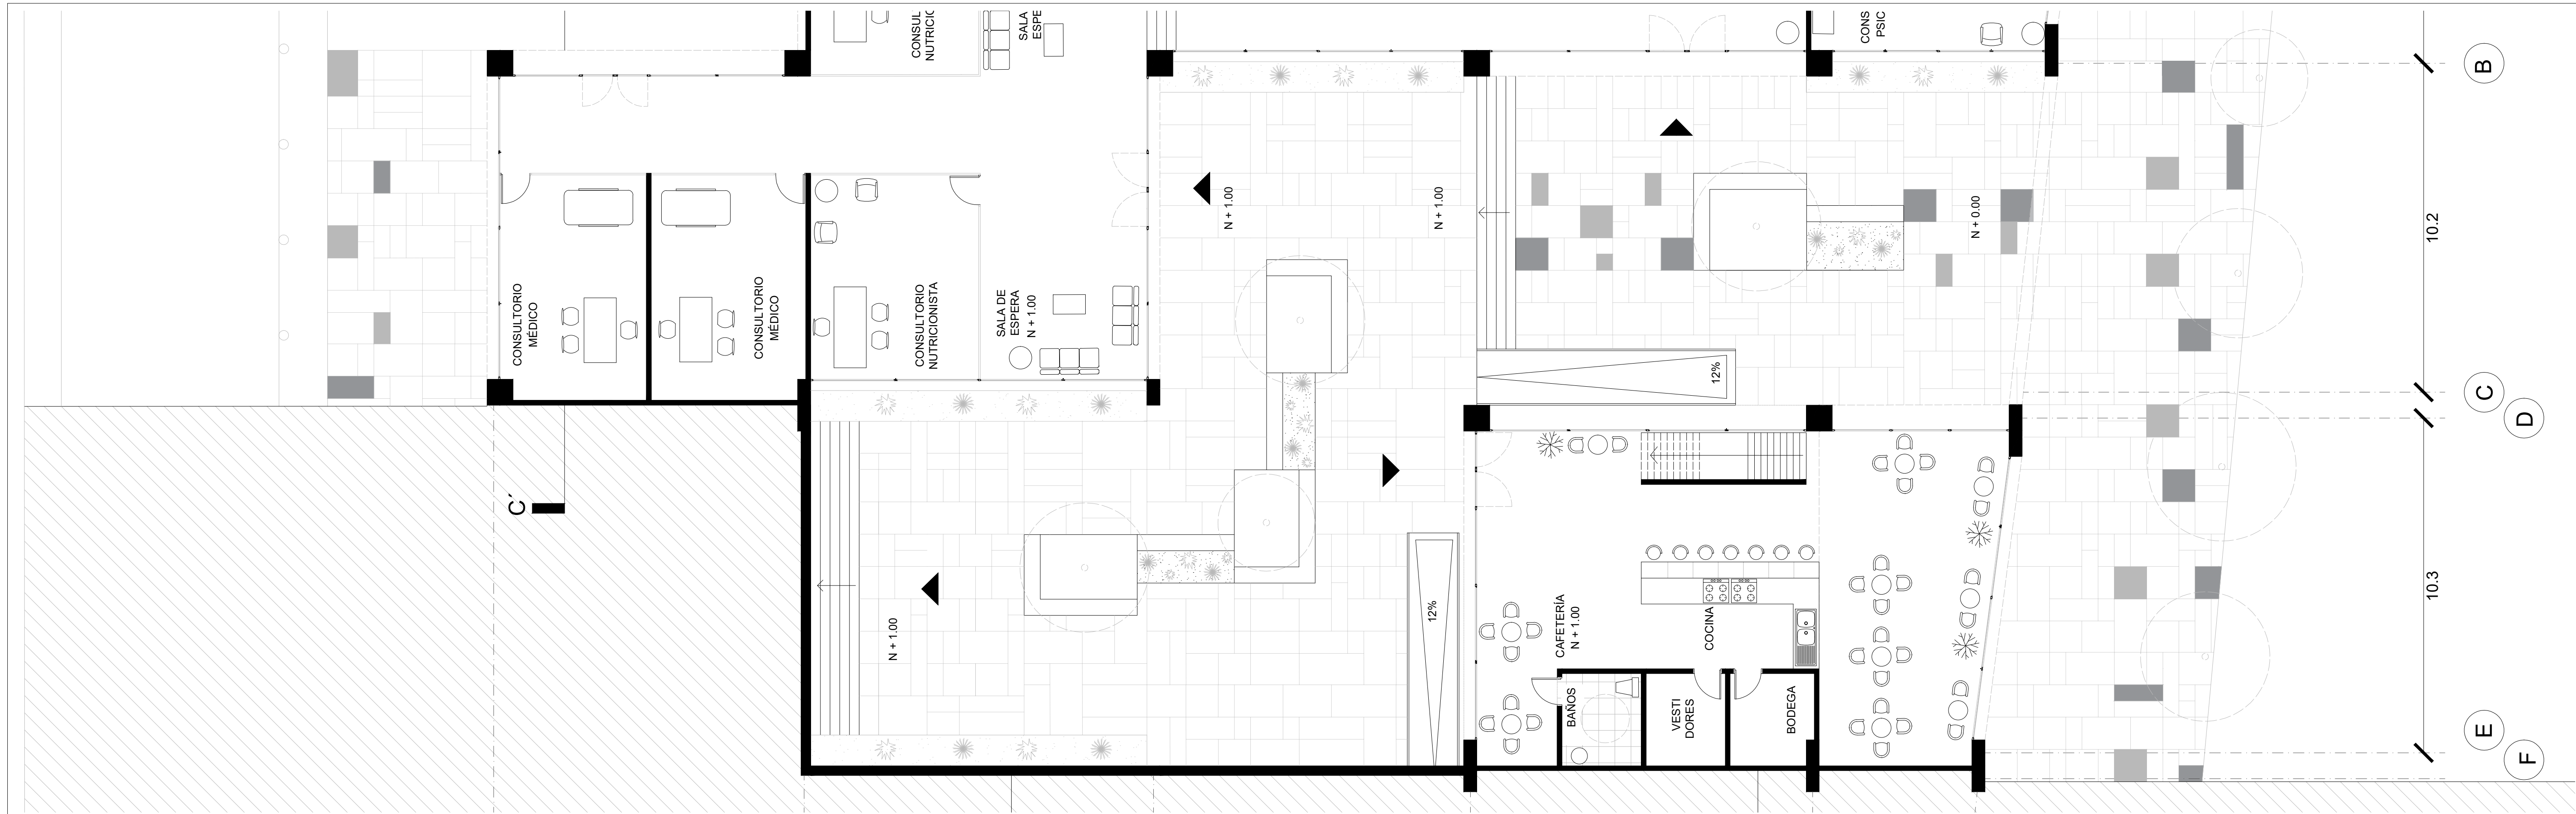 CONSUL
NUTRICIO
SALA
ESPE
CONS
PSIC
B
CONSULTORIO
MÉDICO
CONSULTORIO
MÉDICO
CONSULTORIO
NUTRICIONISTA
SALA DE
ESPERA
N + 1.00
N + 1.00
N + 1.00
N + 0.00
10.2
12%
C
D
C´
N + 1.00
12%
CAFETERÍA
N + 1.00
COCINA
BAÑOS
VESTI
DORES
BODEGA
10.3
E
F